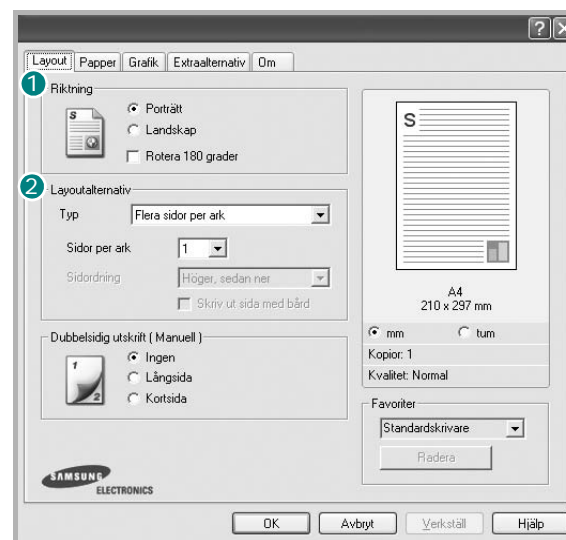 Layout Papper Grafik Extraalternativ Om
1 Riktning
S
Porträtt
Landskap
Rotera 180 grader
2 Layoutalternativ
Typ Flera sidor per ark
Sidor per ark 1
Sidordning Höger, sedan ner
Skriv ut sida med bård
Dubbelsidig utskrift ( Manuell )
1
2
Ingen
Långsida
Kortsida
SAMSUNG
ELECTRONICS
S
A4
210 x 297 mm
mm tum
Kopior: 1
Kvalitet: Normal
Favoriter
Standardskrivare
Radera
OK Avbryt Verkställ Hjälp